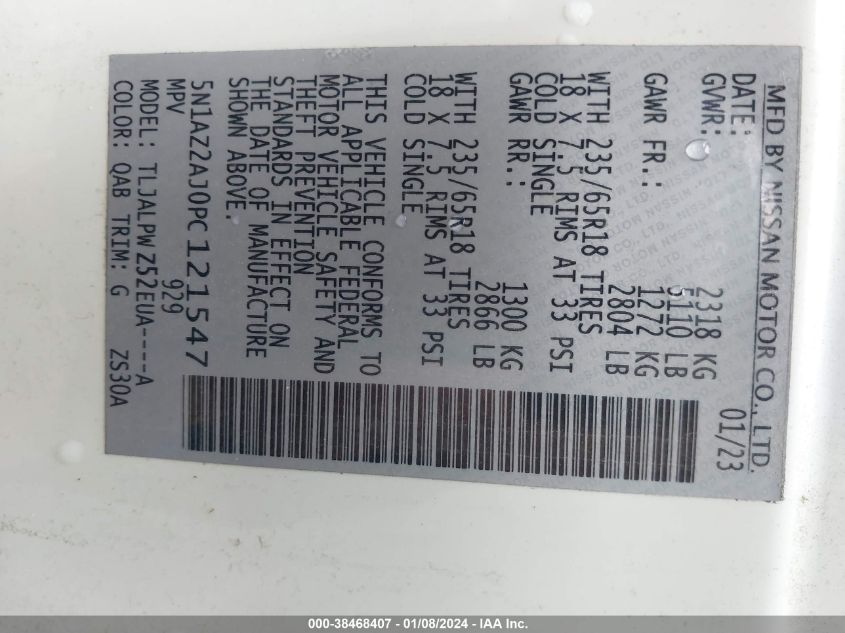 MFD BY NISSAN MOTOR CO., LTD.
DATE: 01/23
GVWR: 2318 KG
5110 LB
GAWR FR.: 1272 KG
2804 LB
WITH 235/65R18 TIRES
18 X 7.5 RIMS AT 33 PSI
COLD SINGLE
GAWR RR.: 1300 KG
2866 LB
WITH 235/65R18 TIRES
18 X 7.5 RIMS AT 33 PSI
COLD SINGLE
THIS VEHICLE CONFORMS TO
ALL APPLICABLE FEDERAL
MOTOR VEHICLE SAFETY AND
THEFT PREVENTION
STANDARDS IN EFFECT ON
THE DATE OF MANUFACTURE
SHOWN ABOVE.
5N1AZ2AJ0PC121547
MPV 929
MODEL: TLJALPW Z52EUA----A
COLOR: QAB TRIM: G ZS30A
000-38468407 - 01/08/2024 - IAA Inc.